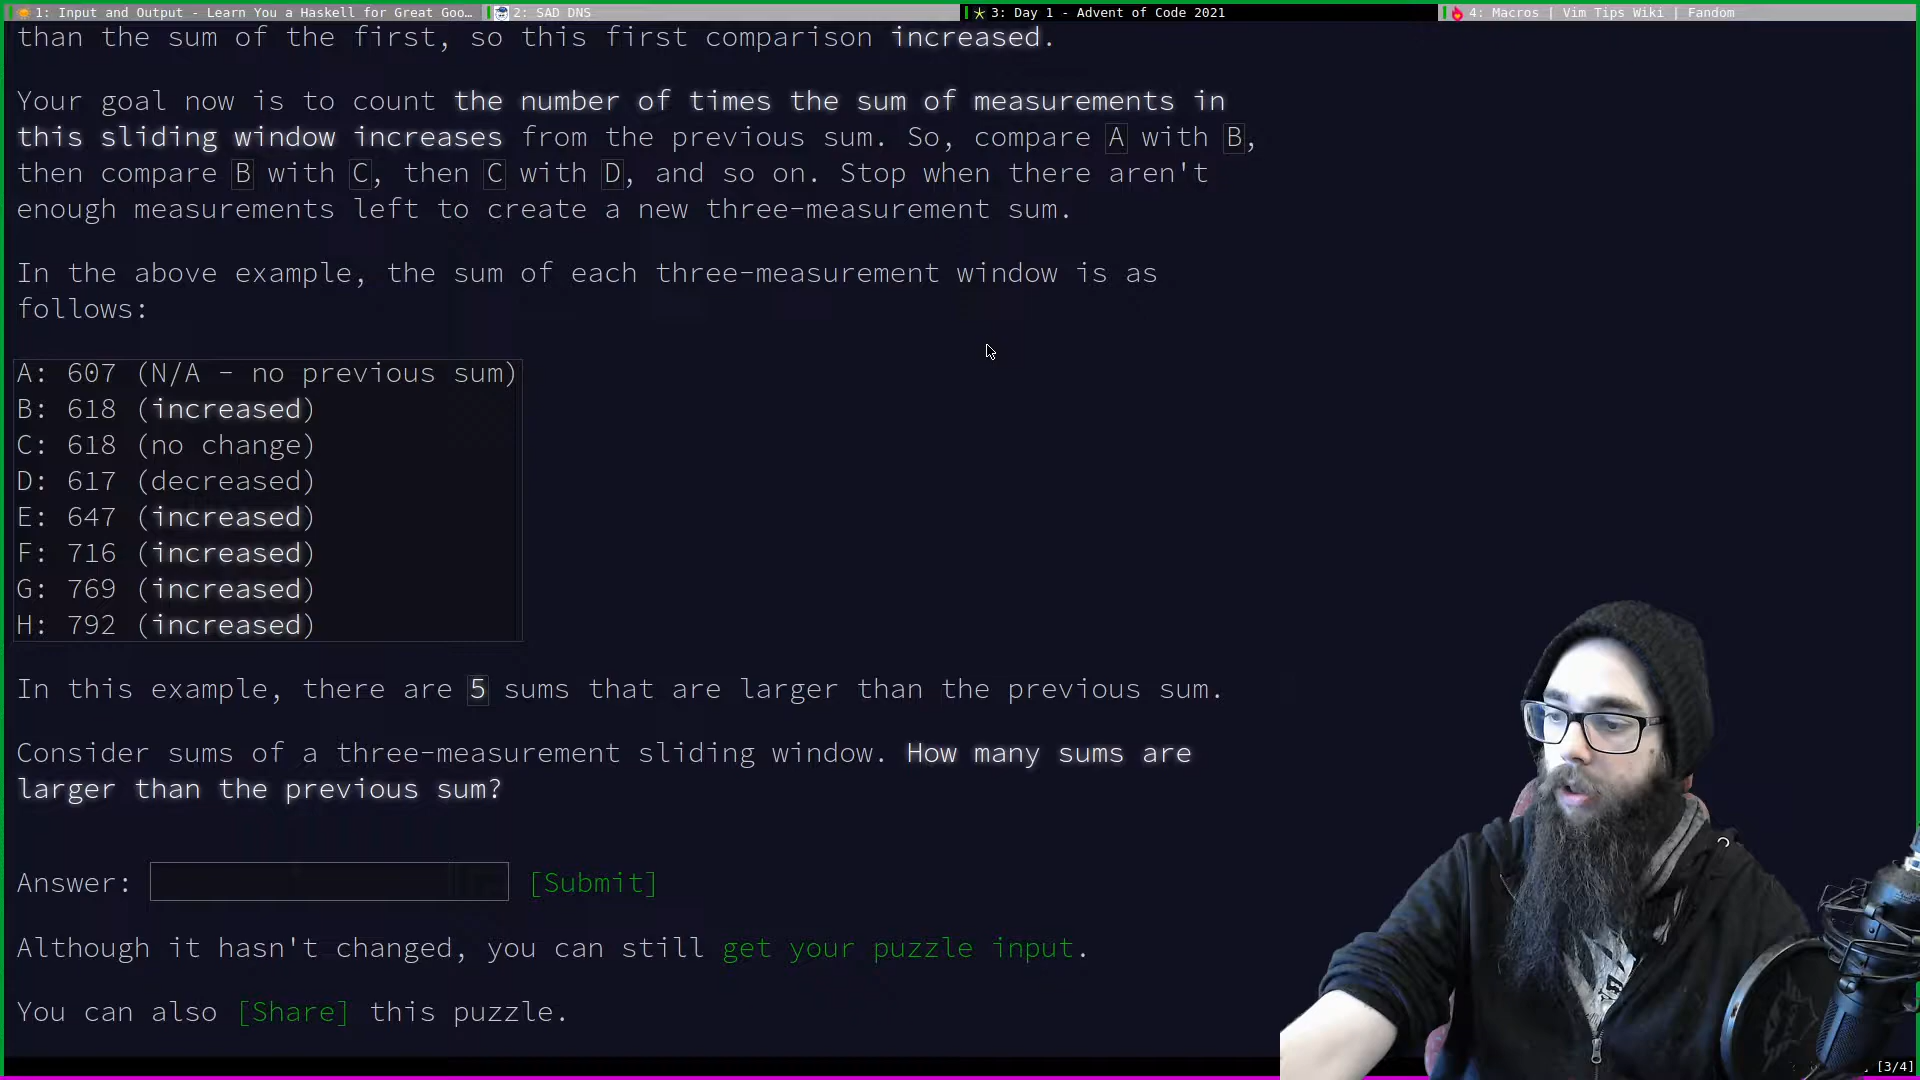 1: Input and Output - Learn You a Haskell for Great Goo…
2: SAD DNS
3: Day 1 - Advent of Code 2021
4: Macros | Vim Tips Wiki | Fandom
than the sum of the first, so this first comparison increased.
Your goal now is to count the number of times the sum of measurements in
this sliding window increases from the previous sum. So, compare A with B,
then compare B with C, then C with D, and so on. Stop when there aren't
enough measurements left to create a new three-measurement sum.
In the above example, the sum of each three-measurement window is as
follows:
A: 607 (N/A - no previous sum)
B: 618 (increased)
C: 618 (no change)
D: 617 (decreased)
E: 647 (increased)
F: 716 (increased)
G: 769 (increased)
H: 792 (increased)
In this example, there are 5 sums that are larger than the previous sum.
Consider sums of a three-measurement sliding window. How many sums are
larger than the previous sum?
Answer: [Submit]
Although it hasn't changed, you can still get your puzzle input.
You can also [Share] this puzzle.
[3/4]